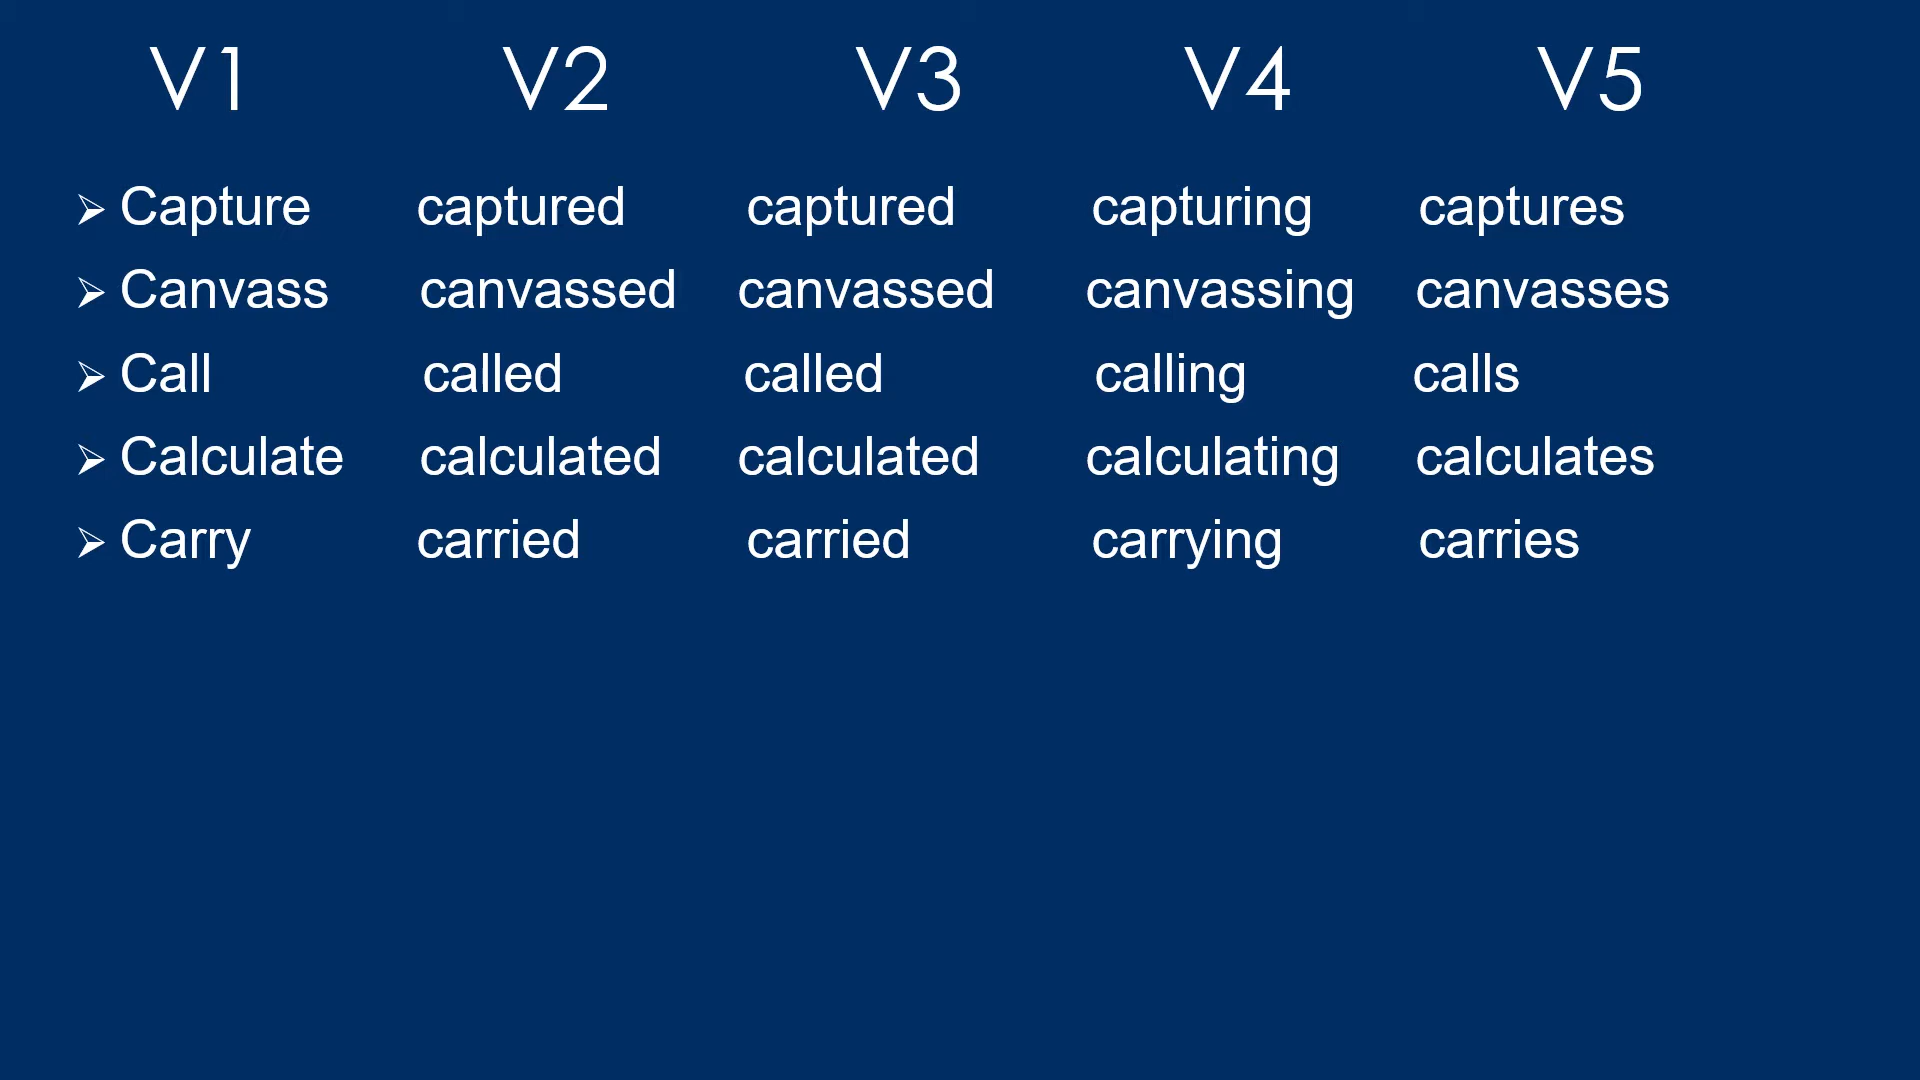 V1 V2 V3 V4 V5
➢ Capture captured captured capturing captures
➢ Canvass canvassed canvassed canvassing canvasses
➢ Call called called calling calls
➢ Calculate calculated calculated calculating calculates
➢ Carry carried carried carrying carries